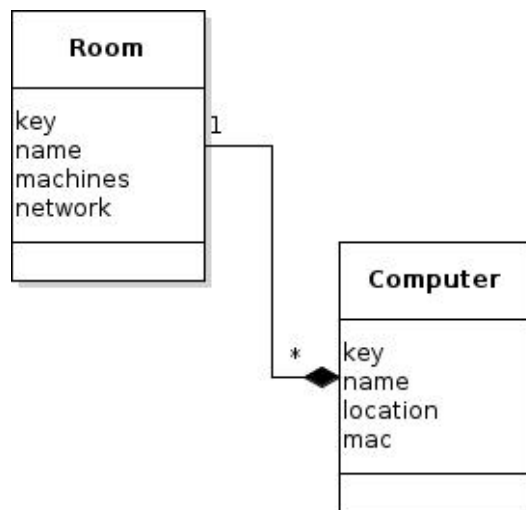 Room
key
name
machines
network
1
*
Computer
key
name
location
mac